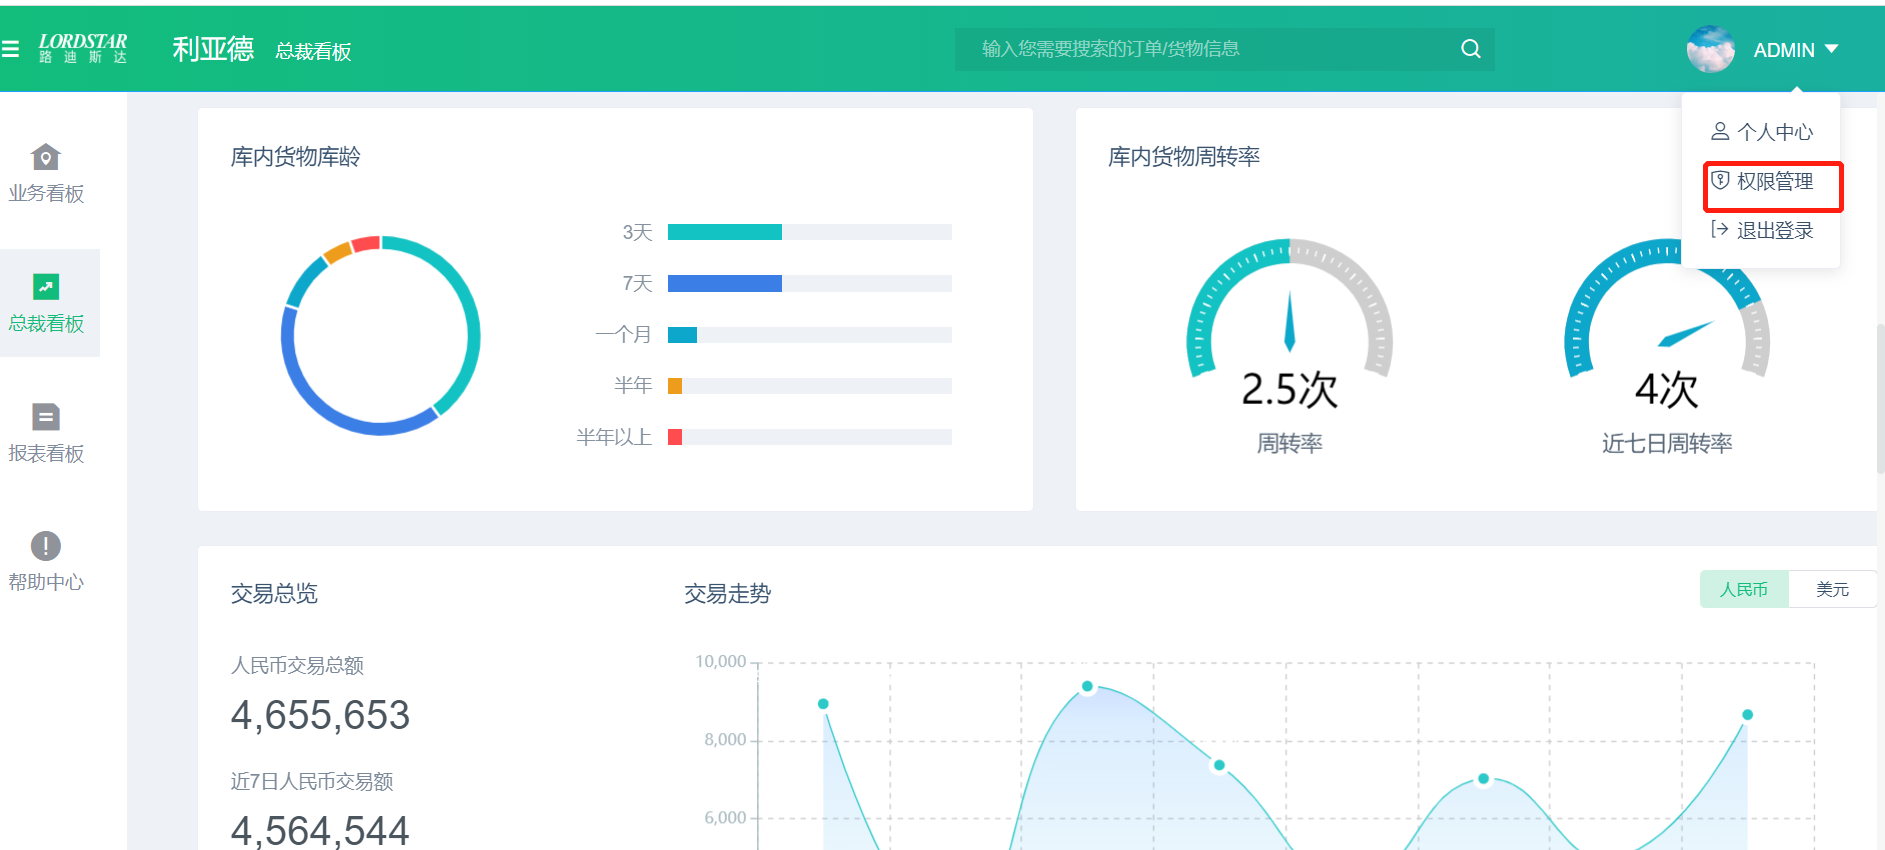 LORDSTAR
路迪斯达
利亚德 总裁看板
输入您需要搜索的订单/货物信息
ADMIN
个人中心
权限管理
退出登录
业务看板
总裁看板
报表看板
帮助中心
库内货物库龄
3天
7天
一个月
半年
半年以上
库内货物周转率
2.5次
周转率
4次
近七日周转率
交易总览
人民币交易总额
4,655,653
近7日人民币交易额
4,564,544
交易走势
人民币 美元
10,000
8,000
6,000